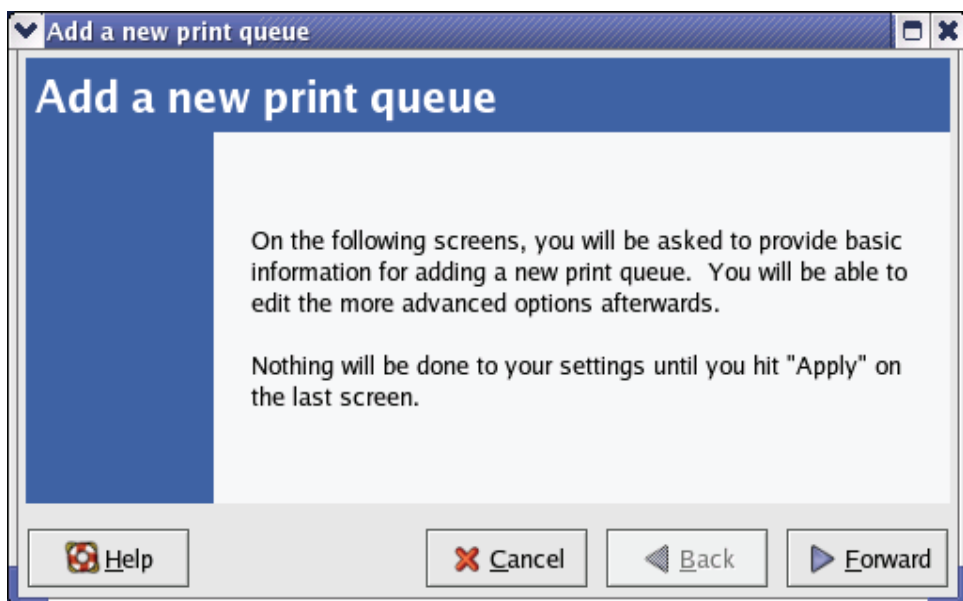 Add a new print queue
Add a new print queue
On the following screens, you will be asked to provide basic
information for adding a new print queue.  You will be able to
edit the more advanced options afterwards.
Nothing will be done to your settings until you hit "Apply" on
the last screen.
Help
Cancel
Back
Forward